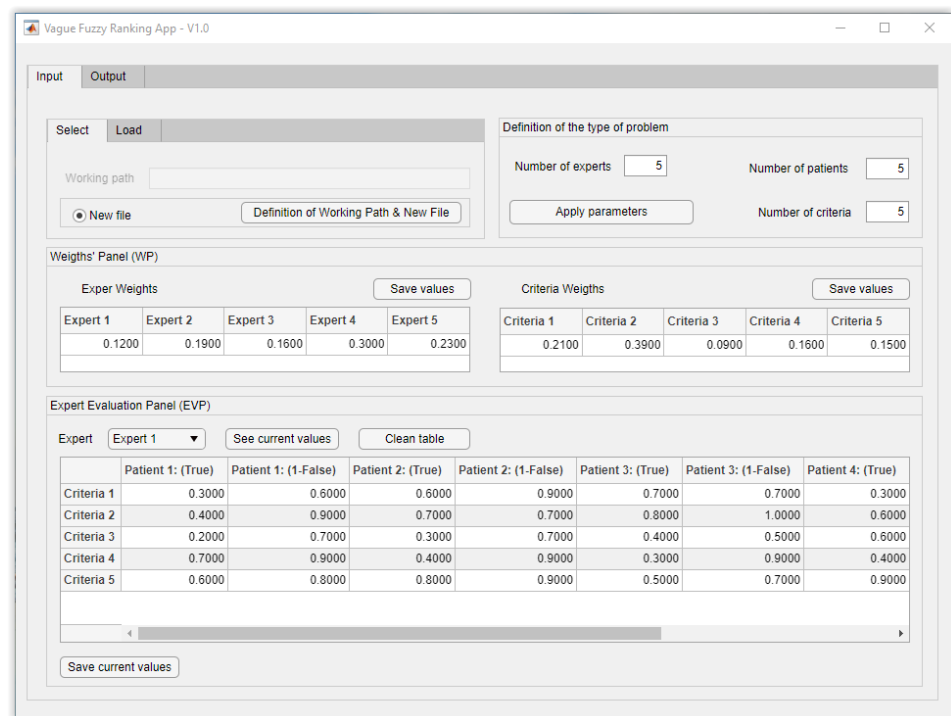 Vague Fuzzy Ranking App - V1.0
Input Output
Select Load
Working path
New file Definition of Working Path & New File
Definition of the type of problem
Number of experts 5 Number of patients 5
Apply parameters Number of criteria 5
Weigths' Panel (WP)
Exper Weights Save values
Expert 1 Expert 2 Expert 3 Expert 4 Expert 5
0.1200 0.1900 0.1600 0.3000 0.2300
Criteria Weigths Save values
Criteria 1 Criteria 2 Criteria 3 Criteria 4 Criteria 5
0.2100 0.3900 0.0900 0.1600 0.1500
Expert Evaluation Panel (EVP)
Expert Expert 1 See current values Clean table
Patient 1: (True) Patient 1: (1-False) Patient 2: (True) Patient 2: (1-False) Patient 3: (True) Patient 3: (1-False) Patient 4: (True)
Criteria 1 0.3000 0.6000 0.6000 0.9000 0.7000 0.7000 0.3000
Criteria 2 0.4000 0.9000 0.7000 0.7000 0.8000 1.0000 0.6000
Criteria 3 0.2000 0.7000 0.3000 0.7000 0.4000 0.5000 0.6000
Criteria 4 0.7000 0.9000 0.4000 0.9000 0.3000 0.9000 0.4000
Criteria 5 0.6000 0.8000 0.8000 0.9000 0.5000 0.7000 0.9000
Save current values